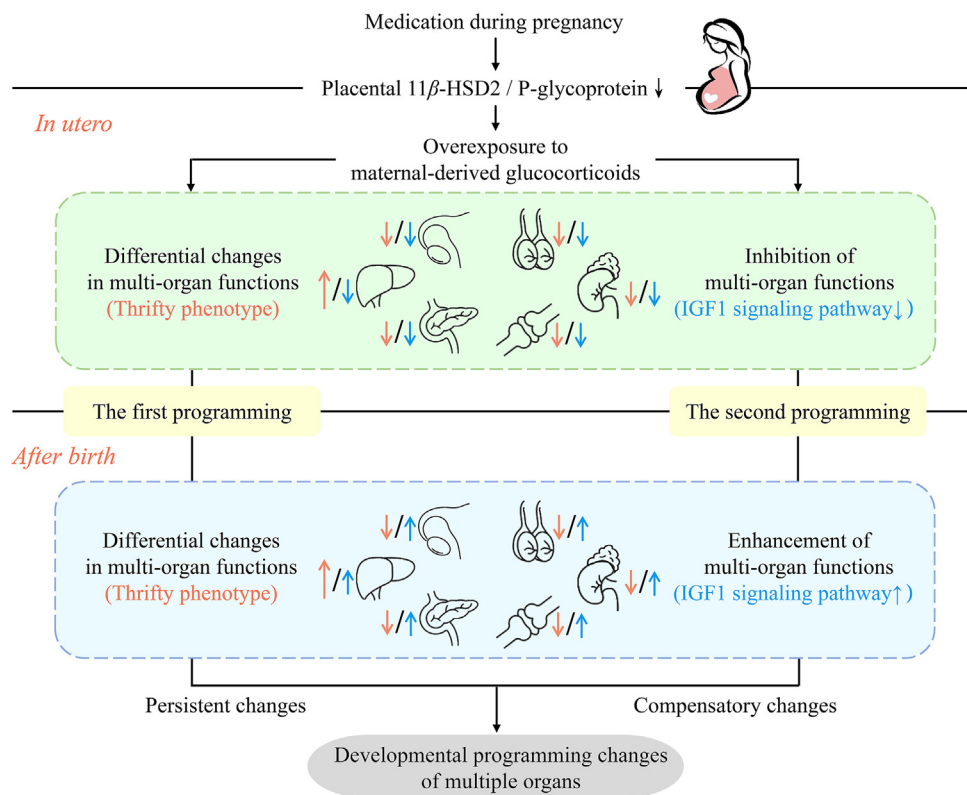 Medication during pregnancy
Placental 11β-HSD2 / P-glycoprotein ↓
In utero
Overexposure to
maternal-derived glucocorticoids
Differential changes
in multi-organ functions
(Thrifty phenotype)
↓/↓
↓/↓
↑/↓
↓/↓
↓/↓
↓/↓
Inhibition of
multi-organ functions
(IGF1 signaling pathway↓)
The first programming
The second programming
After birth
Differential changes
in multi-organ functions
(Thrifty phenotype)
↓/↑
↓/↑
↑/↑
↓/↑
↓/↑
↓/↑
Enhancement of
multi-organ functions
(IGF1 signaling pathway↑)
Persistent changes
Compensatory changes
Developmental programming changes
of multiple organs